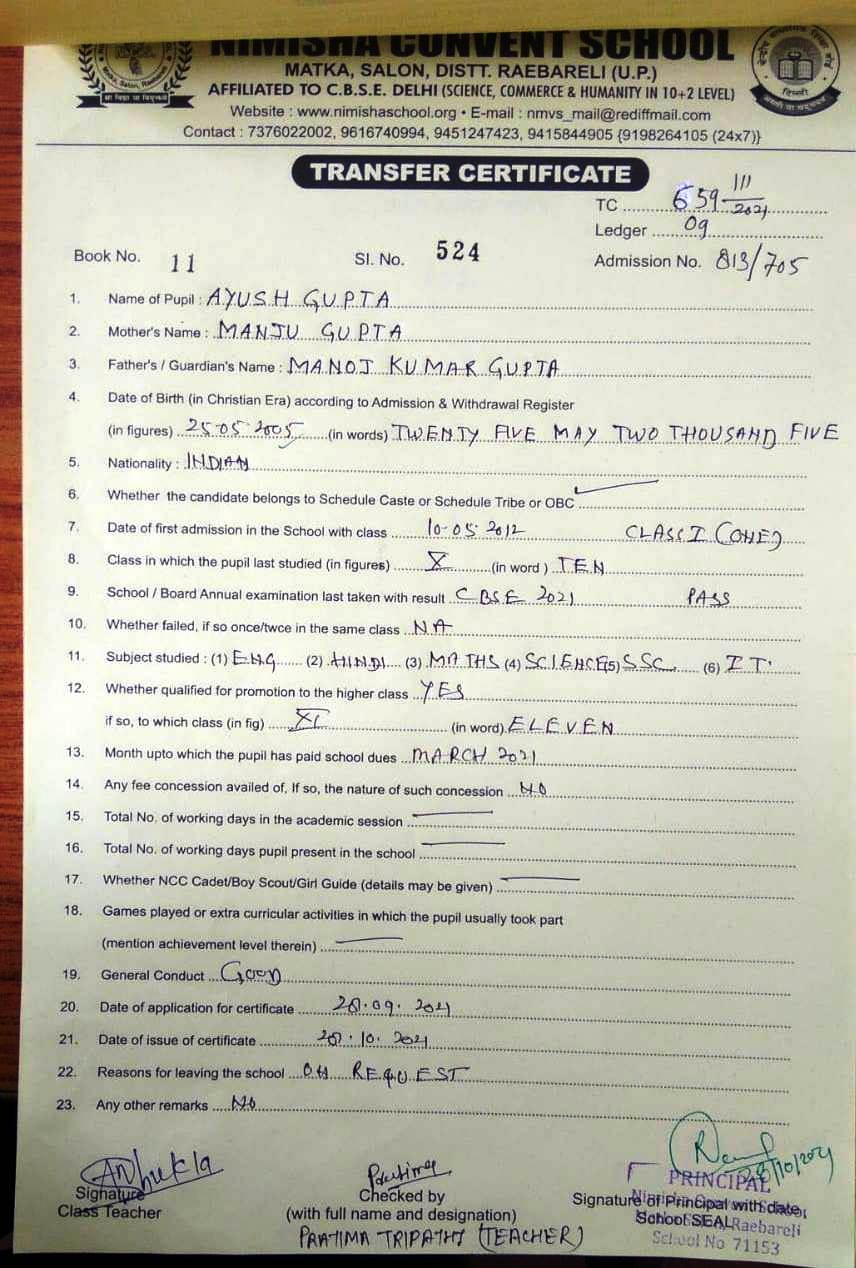 NIMISHA CONVENT SCHOOL
MATKA, SALON, DISTT. RAEBARELI (U.P.)
AFFILIATED TO C.B.S.E. DELHI (SCIENCE, COMMERCE & HUMANITY IN 10+2 LEVEL)
Website : www.nimishaschool.org • E-mail : nmvs_mail@rediffmail.com
Contact : 7376022002, 9616740994, 9451247423, 9415844905 {9198264105 (24x7)}
TRANSFER CERTIFICATE
TC 659 111/2021
Ledger 09
Book No. 11 Sl. No. 524 Admission No. 813/705
1. Name of Pupil : AYUSH GUPTA
2. Mother's Name : MANJU GUPTA
3. Father's / Guardian's Name : MANOJ KUMAR GUPTA
4. Date of Birth (in Christian Era) according to Admission & Withdrawal Register
(in figures) 25.05.2005 (in words) TWENTY FIVE MAY TWO THOUSAND FIVE
5. Nationality : INDIAN
6. Whether the candidate belongs to Schedule Caste or Schedule Tribe or OBC
7. Date of first admission in the School with class 10-05-2012 CLASS I (ONE)
8. Class in which the pupil last studied (in figures) X (in word ) TEN
9. School / Board Annual examination last taken with result CBSE 2021 PASS
10. Whether failed, if so once/twce in the same class NA
11. Subject studied : (1) ENG (2) HINDI (3) MATHS (4) SCIENCE (5) SSC (6) I T
12. Whether qualified for promotion to the higher class YES
if so, to which class (in fig) XI (in word) ELEVEN
13. Month upto which the pupil has paid school dues MARCH 2021
14. Any fee concession availed of, If so, the nature of such concession NO
15. Total No. of working days in the academic session
16. Total No. of working days pupil present in the school
17. Whether NCC Cadet/Boy Scout/Girl Guide (details may be given)
18. Games played or extra curricular activities in which the pupil usually took part
(mention achievement level therein)
19. General Conduct GOOD
20. Date of application for certificate .09.2021
21. Date of issue of certificate .10.2021
22. Reasons for leaving the school ON REQUEST
23. Any other remarks NO
Signature
Class Teacher
Pratima
Checked by
(with full name and designation)
PRATIMA TRIPATHI (TEACHER)
/10/2021
PRINCIPAL
Signature of Principal with date,
School SEAL
Raebareli
School No 71153